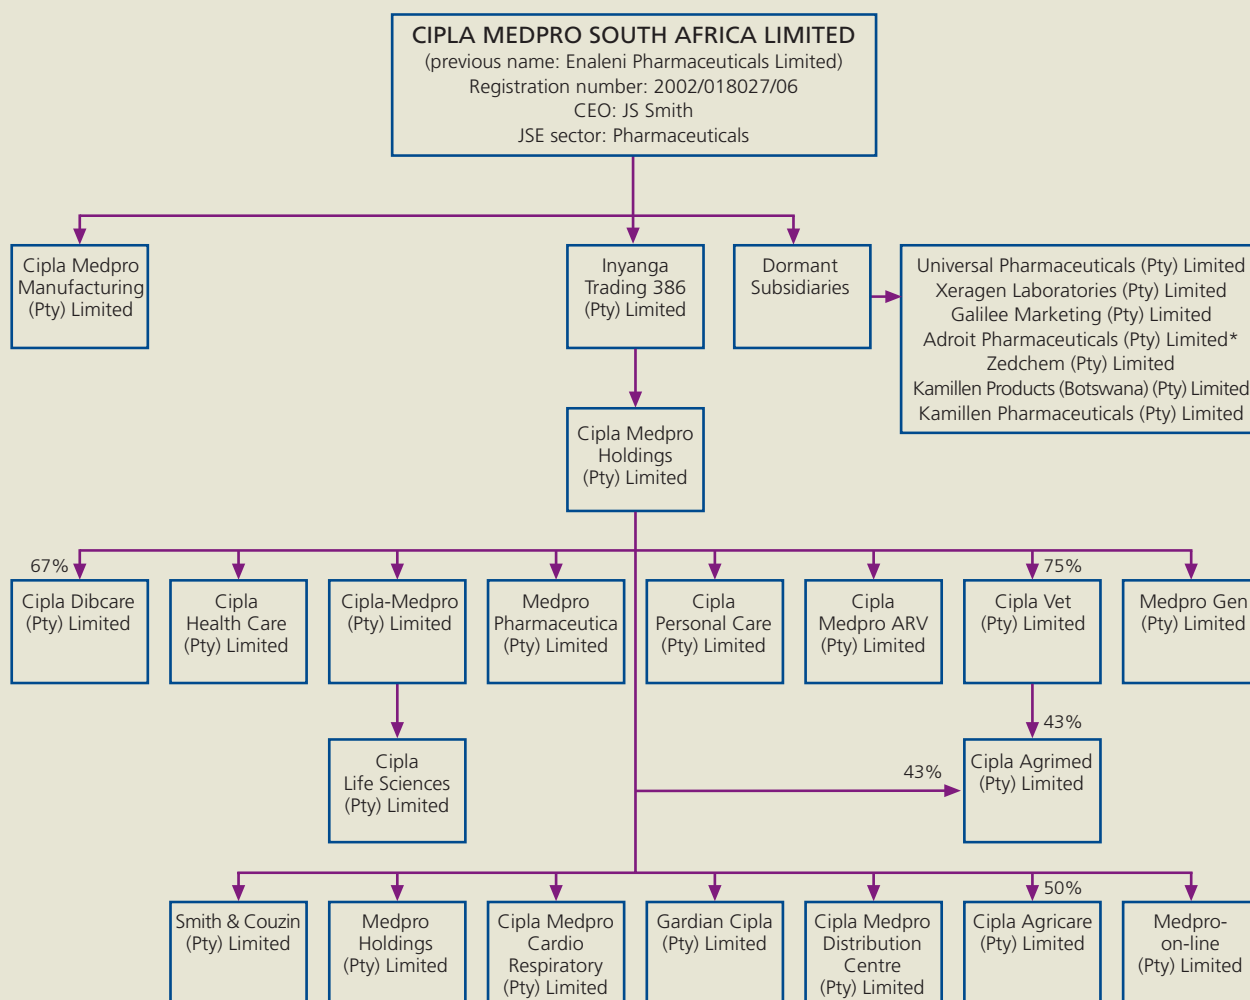 CIPLA MEDPRO SOUTH AFRICA LIMITED
(previous name: Enaleni Pharmaceuticals Limited)
Registration number: 2002/018027/06
CEO: JS Smith
JSE sector: Pharmaceuticals
Cipla Medpro
Manufacturing
(Pty) Limited
Inyanga
Trading 386
(Pty) Limited
Dormant
Subsidiaries
Universal Pharmaceuticals (Pty) Limited
Xeragen Laboratories (Pty) Limited
Galilee Marketing (Pty) Limited
Adroit Pharmaceuticals (Pty) Limited*
Zedchem (Pty) Limited
Kamillen Products (Botswana) (Pty) Limited
Kamillen Pharmaceuticals (Pty) Limited
Cipla Medpro
Holdings
(Pty) Limited
67%
Cipla Dibcare
(Pty) Limited
Cipla
Health Care
(Pty) Limited
Cipla-Medpro
(Pty) Limited
Medpro
Pharmaceutica
(Pty) Limited
Cipla
Personal Care
(Pty) Limited
Cipla
Medpro ARV
(Pty) Limited
75%
Cipla Vet
(Pty) Limited
Medpro Gen
(Pty) Limited
Cipla
Life Sciences
(Pty) Limited
43%
43%
Cipla Agrimed
(Pty) Limited
Smith & Couzin
(Pty) Limited
Medpro
Holdings
(Pty) Limited
Cipla Medpro
Cardio
Respiratory
(Pty) Limited
Gardian Cipla
(Pty) Limited
Cipla Medpro
Distribution
Centre
(Pty) Limited
50%
Cipla Agricare
(Pty) Limited
Medpro-
on-line
(Pty) Limited